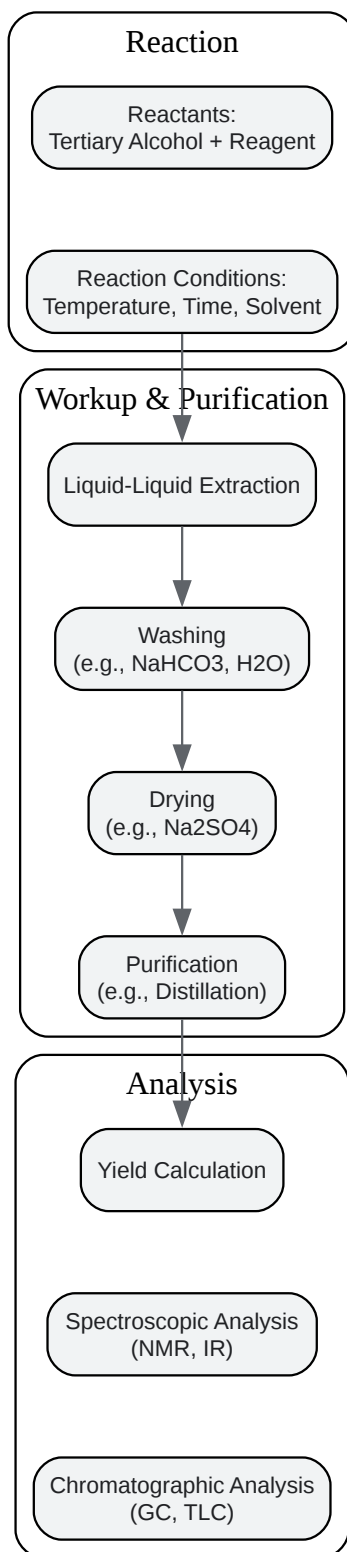 Reaction
Reactants:
Tertiary Alcohol + Reagent
Reaction Conditions:
Temperature, Time, Solvent
Workup & Purification
Liquid-Liquid Extraction
Washing
(e.g., NaHCO3, H2O)
Drying
(e.g., Na2SO4)
Purification
(e.g., Distillation)
Analysis
Yield Calculation
Spectroscopic Analysis
(NMR, IR)
Chromatographic Analysis
(GC, TLC)